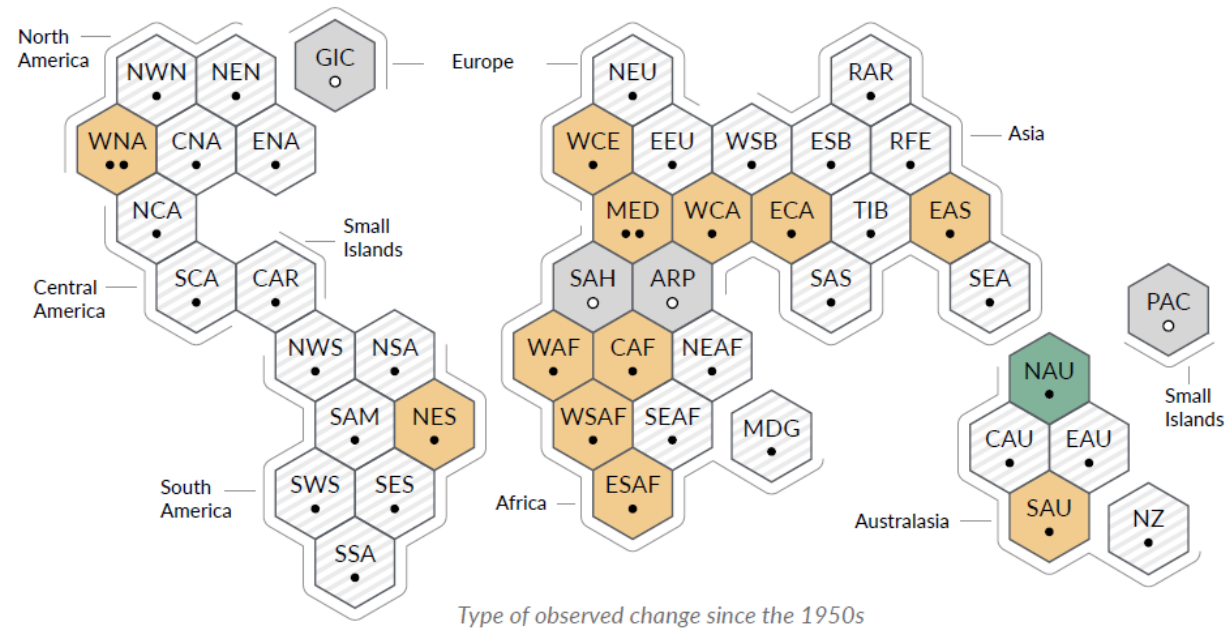 North
America
NWN
NEN
GIC
Europe
NEU
RAR
WNA
CNA
ENA
WCE
EEU
WSB
ESB
RFE
Asia
NCA
MED
WCA
ECA
TIB
EAS
Small
Islands
Central
America
SCA
CAR
SAH
ARP
SAS
SEA
PAC
Small
Islands
NWS
NSA
WAF
CAF
NEAF
NAU
SAM
NES
WSAF
SEAF
MDG
CAU
EAU
South
America
SWS
SES
Africa
ESAF
Australasia
SAU
NZ
SSA
Type of observed change since the 1950s